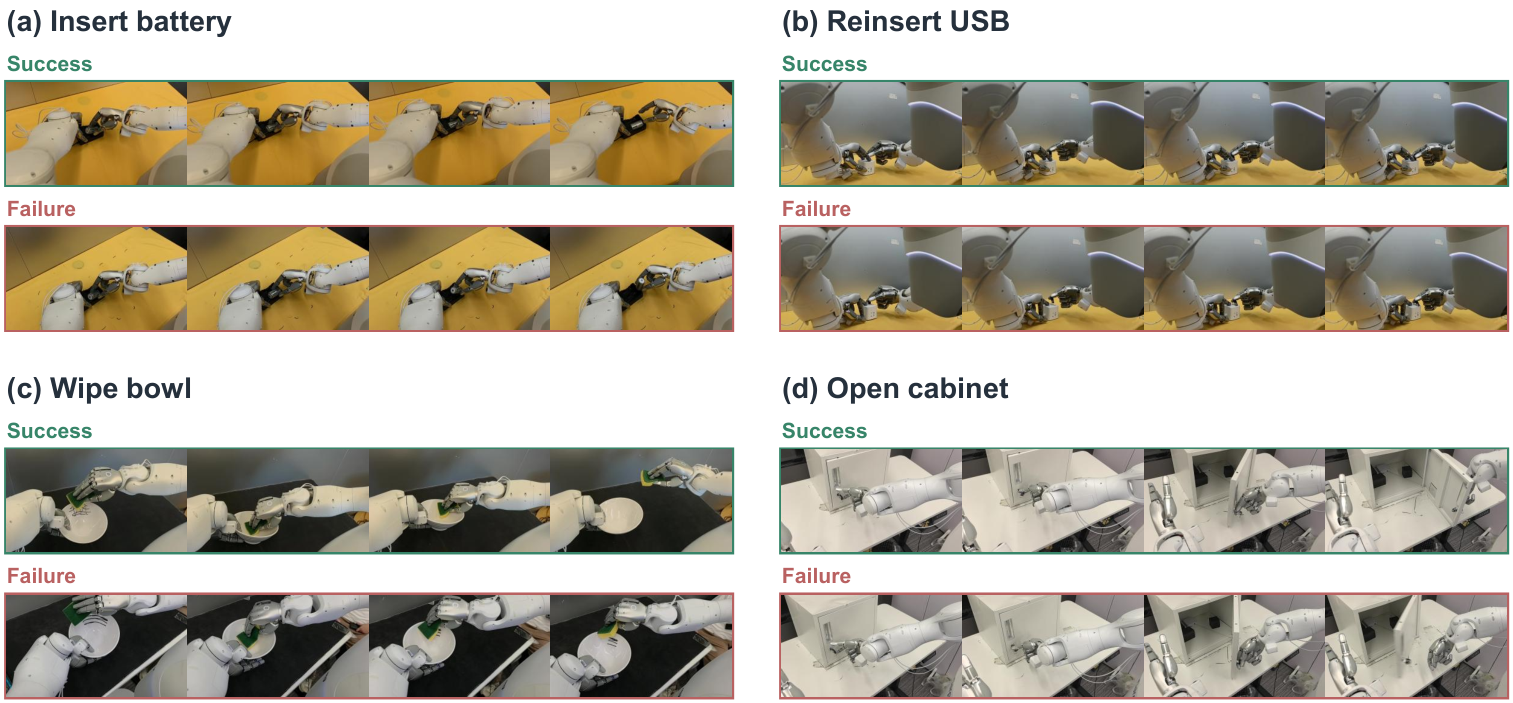 (a) Insert battery
Success
Failure
(b) Reinsert USB
Success
Failure
(c) Wipe bowl
Success
Failure
(d) Open cabinet
Success
Failure